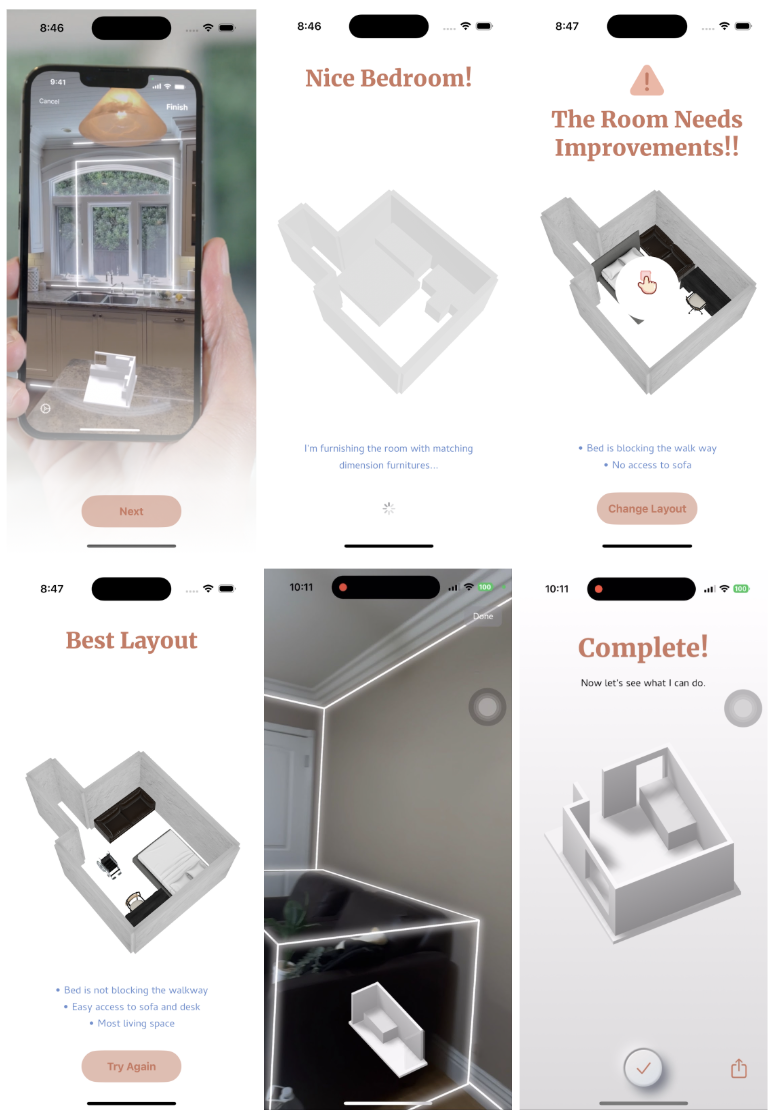 8:46
9:41
Cancel
Finish
Next
8:46
Nice Bedroom!
I'm furnishing the room with matching
dimension furnitures...
8:47
The Room Needs
Improvements!!
• Bed is blocking the walk way
• No access to sofa
Change Layout
8:47
Best Layout
• Bed is not blocking the walkway
• Easy access to sofa and desk
• Most living space
Try Again
10:11
100
Done
10:11
100
Complete!
Now let's see what I can do.